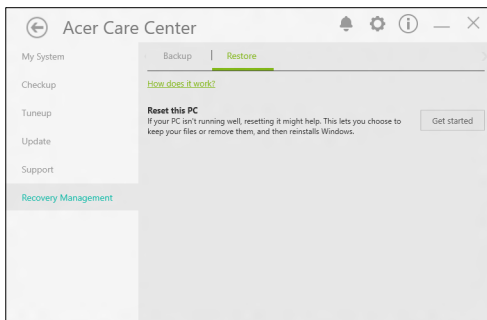 Acer Care Center
My System
Checkup
Tuneup
Update
Support
Recovery Management
Backup
Restore
How does it work?
Reset this PC
If your PC isn't running well, resetting it might help. This lets you choose to
keep your files or remove them, and then reinstalls Windows.
Get started